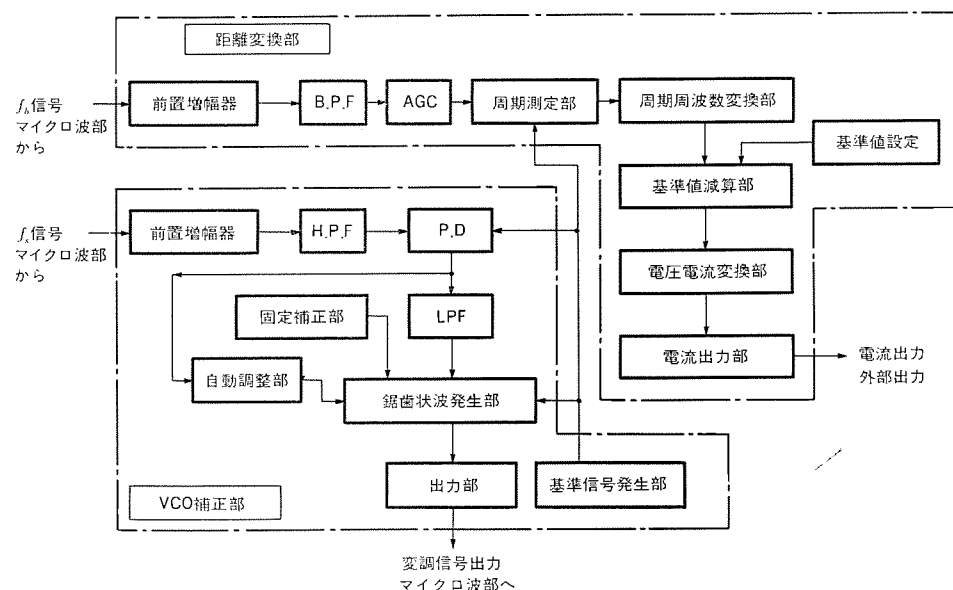 距離変換部
f_b信号
マイクロ波部
から
前置増幅器
B.P.F
AGC
周期測定部
周期周波数変換部
基準値設定
基準値減算部
f_x信号
マイクロ波部
から
前置増幅器
H.P.F
P.D
電圧電流変換部
固定補正部
LPF
電流出力部
電流出力
外部出力
自動調整部
鋸歯状波発生部
VCO補正部
出力部
基準信号発生部
変調信号出力
マイクロ波部へ